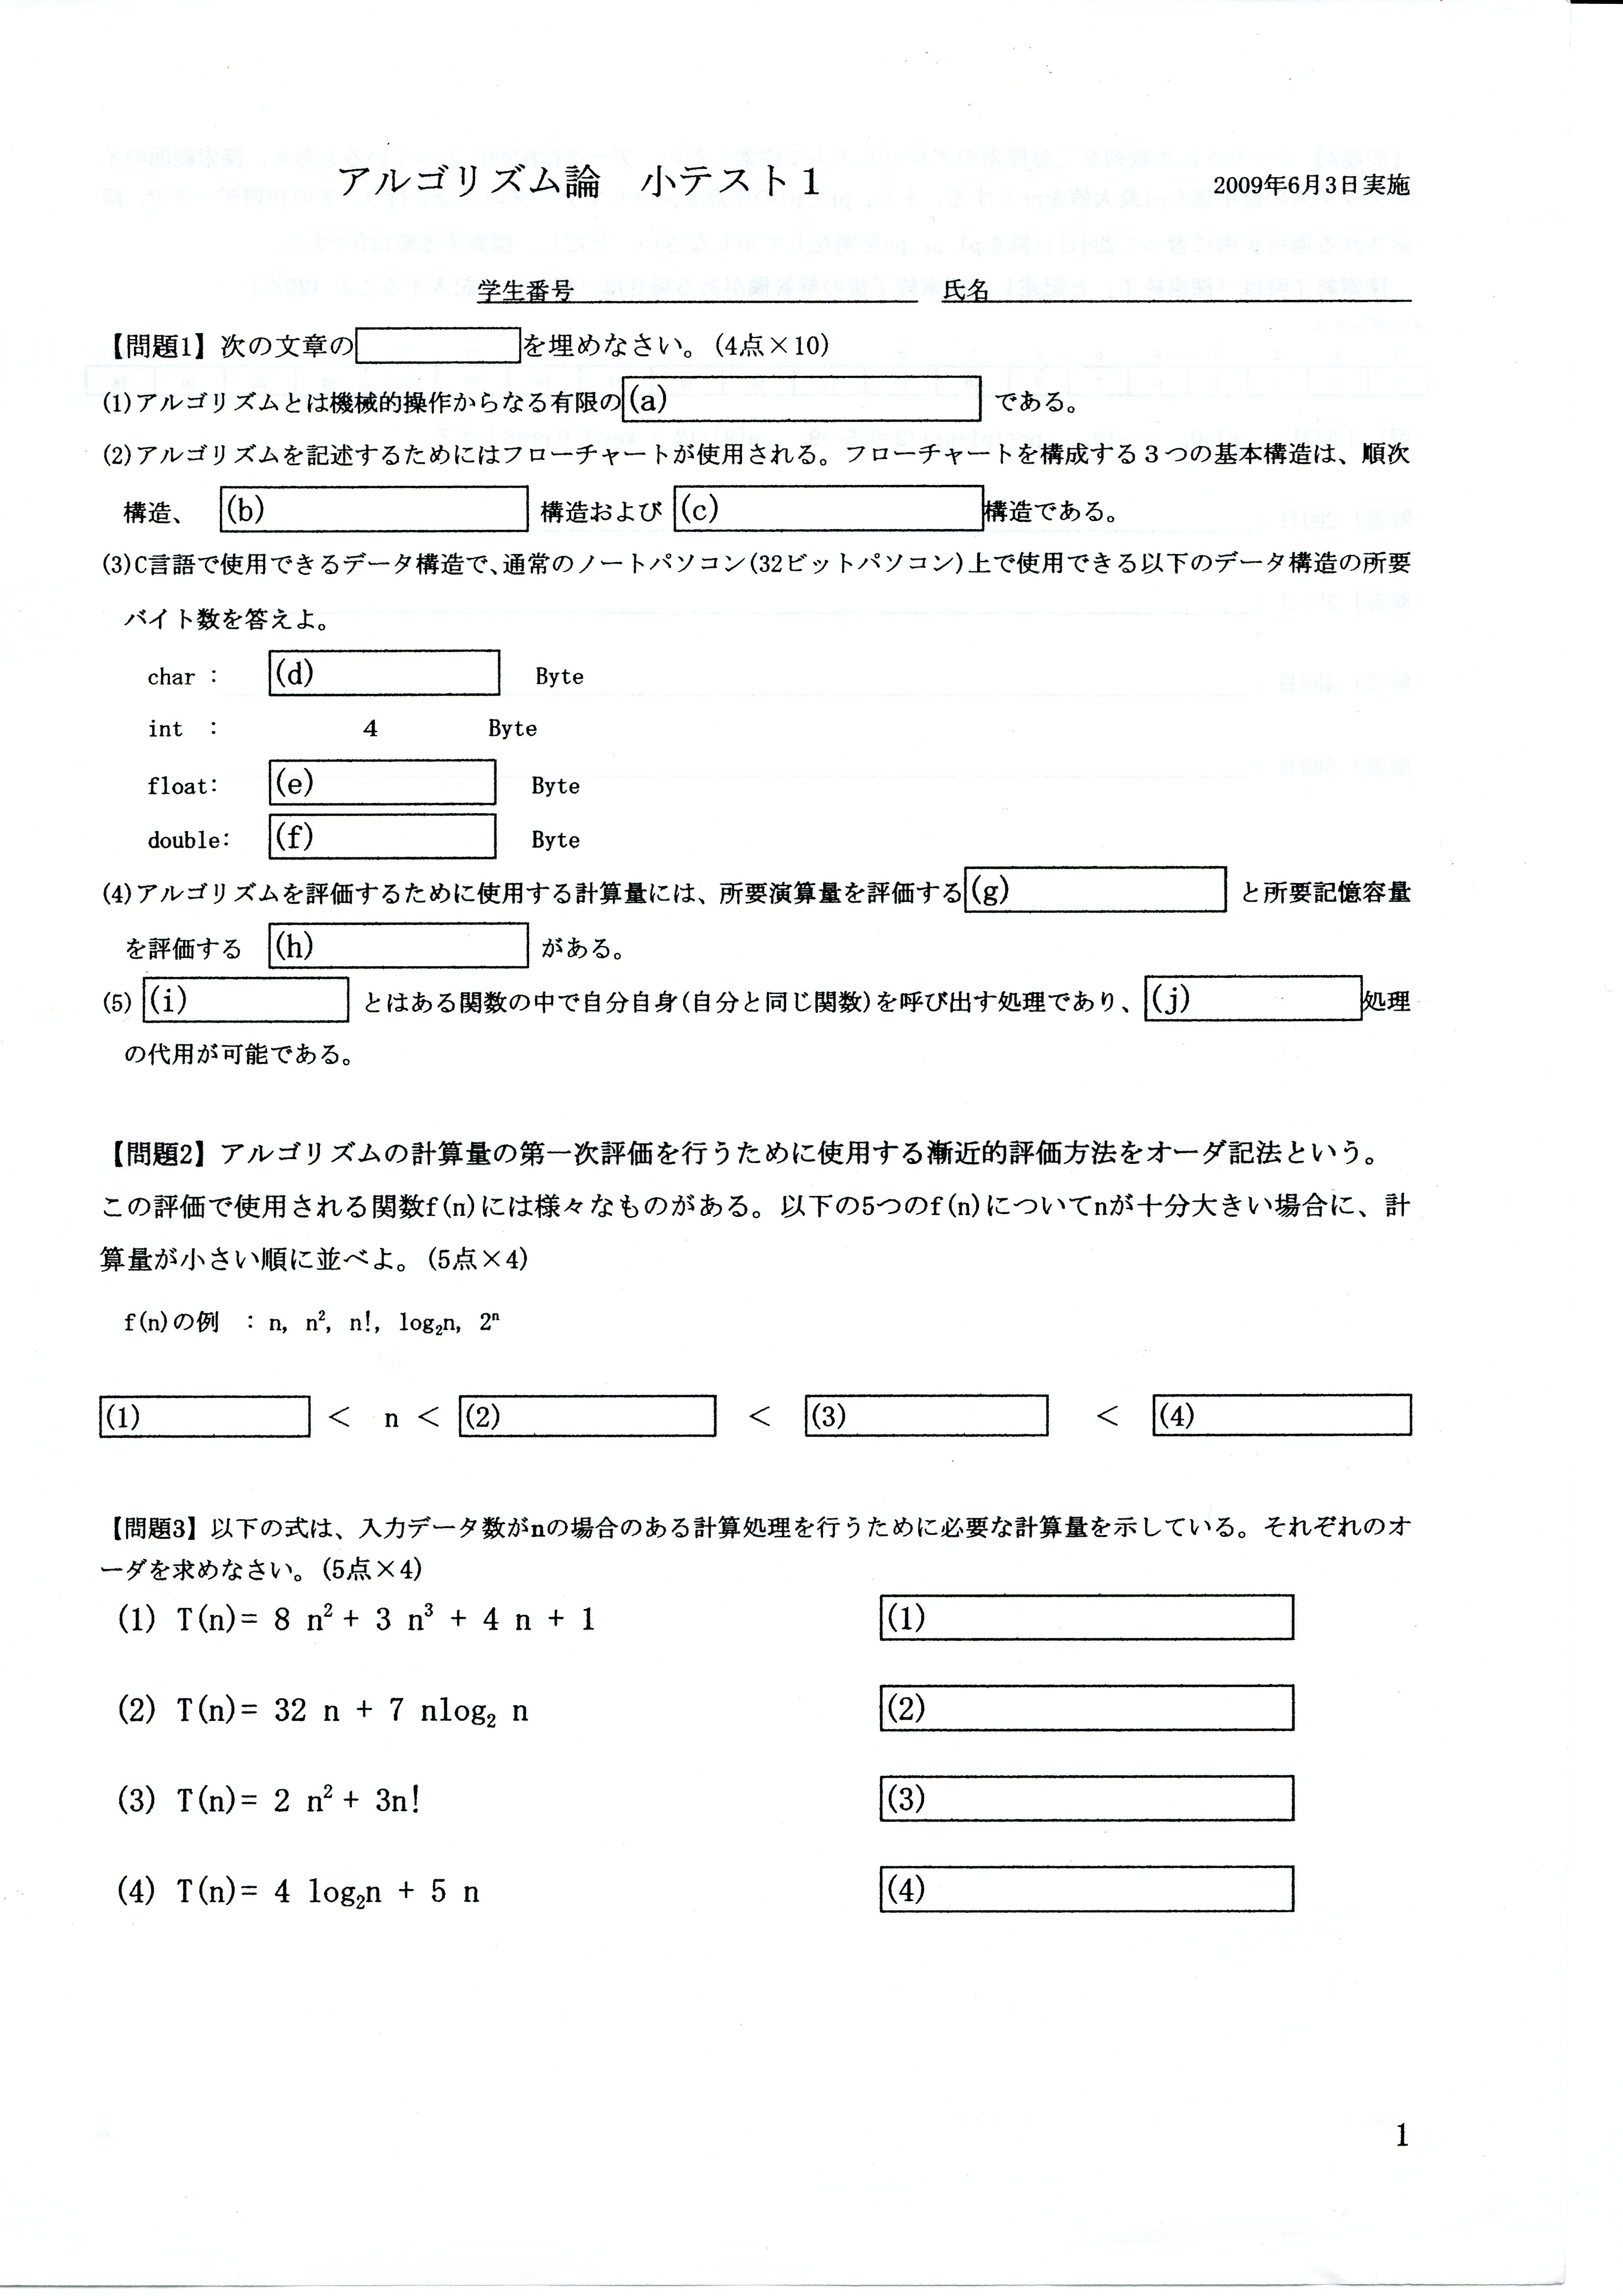 アルゴリズム論　小テスト1
2009年6月3日実施
学生番号　氏名
【問題1】次の文章の　を埋めなさい。(4点×10)
(1)アルゴリズムとは機械的操作からなる有限の(a)　である。
(2)アルゴリズムを記述するためにはフローチャートが使用される。フローチャートを構成する３つの基本構造は、順次
構造、　(b)　構造および　(c)　構造である。
(3)C言語で使用できるデータ構造で、通常のノートパソコン(32ビットパソコン)上で使用できる以下のデータ構造の所要
バイト数を答えよ。
char :　(d)　Byte
int :　4　Byte
float:　(e)　Byte
double:　(f)　Byte
(4)アルゴリズムを評価するために使用する計算量には、所要演算量を評価する(g)　と所要記憶容量
を評価する　(h)　がある。
(5)　(i)　とはある関数の中で自分自身(自分と同じ関数)を呼び出す処理であり、(j)　処理
の代用が可能である。
【問題2】アルゴリズムの計算量の第一次評価を行うために使用する漸近的評価方法をオーダ記法という。
この評価で使用される関数f(n)には様々なものがある。以下の5つのf(n)についてnが十分大きい場合に、計
算量が小さい順に並べよ。(5点×4)
f(n)の例　: n, n², n!, log₂n, 2ⁿ
(1)　<　n　<　(2)　<　(3)　<　(4)
【問題3】以下の式は、入力データ数がnの場合のある計算処理を行うために必要な計算量を示している。それぞれのオ
ーダを求めなさい。(5点×4)
(1) T(n)= 8 n² + 3 n³ + 4 n + 1　(1)
(2) T(n)= 32 n + 7 nlog₂ n　(2)
(3) T(n)= 2 n² + 3n!　(3)
(4) T(n)= 4 log₂n + 5 n　(4)
1